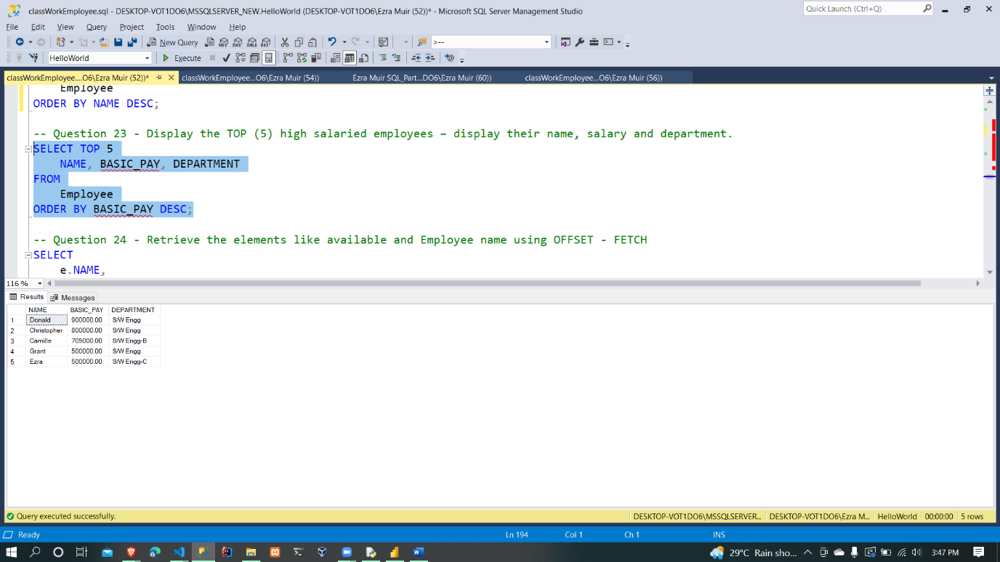 classWorkEmployee.sql - DESKTOP-VOT1DO6\MSSQLSERVER_NEW.HelloWorld (DESKTOP-VOT1DO6\Ezra Muir (52))* - Microsoft SQL Server Management Studio
Quick Launch (Ctrl+Q)
File Edit View Query Project Tools Window Help
New Query MDX DMX XMLA DAX >--
HelloWorld Execute
classWorkEmployee....O6\Ezra Muir (52))* classWorkEmployee...O6\Ezra Muir (54)) Ezra Muir SQL_Part...DO6\Ezra Muir (60)) classWorkEmployee...O6\Ezra Muir (56))
Employee
ORDER BY NAME DESC;
-- Question 23 - Display the TOP (5) high salaried employees – display their name, salary and department.
SELECT TOP 5
NAME, BASIC_PAY, DEPARTMENT
FROM
Employee
ORDER BY BASIC_PAY DESC;
-- Question 24 - Retrieve the elements like available and Employee name using OFFSET - FETCH
SELECT
e.NAME,
116 %
Results Messages
NAME BASIC_PAY DEPARTMENT
1 Donald 900000.00 S/W Engg
2 Christopher 800000.00 S/W Engg
3 Camille 705000.00 S/W Engg-B
4 Grant 500000.00 S/W Engg
5 Ezra 500000.00 S/W Engg-C
Query executed successfully. DESKTOP-VOT1DO6\MSSQLSERVER... DESKTOP-VOT1DO6\Ezra M... HelloWorld 00:00:00 5 rows
Ready Ln 194 Col 1 Ch 1 INS
29°C Rain sho... 3:47 PM